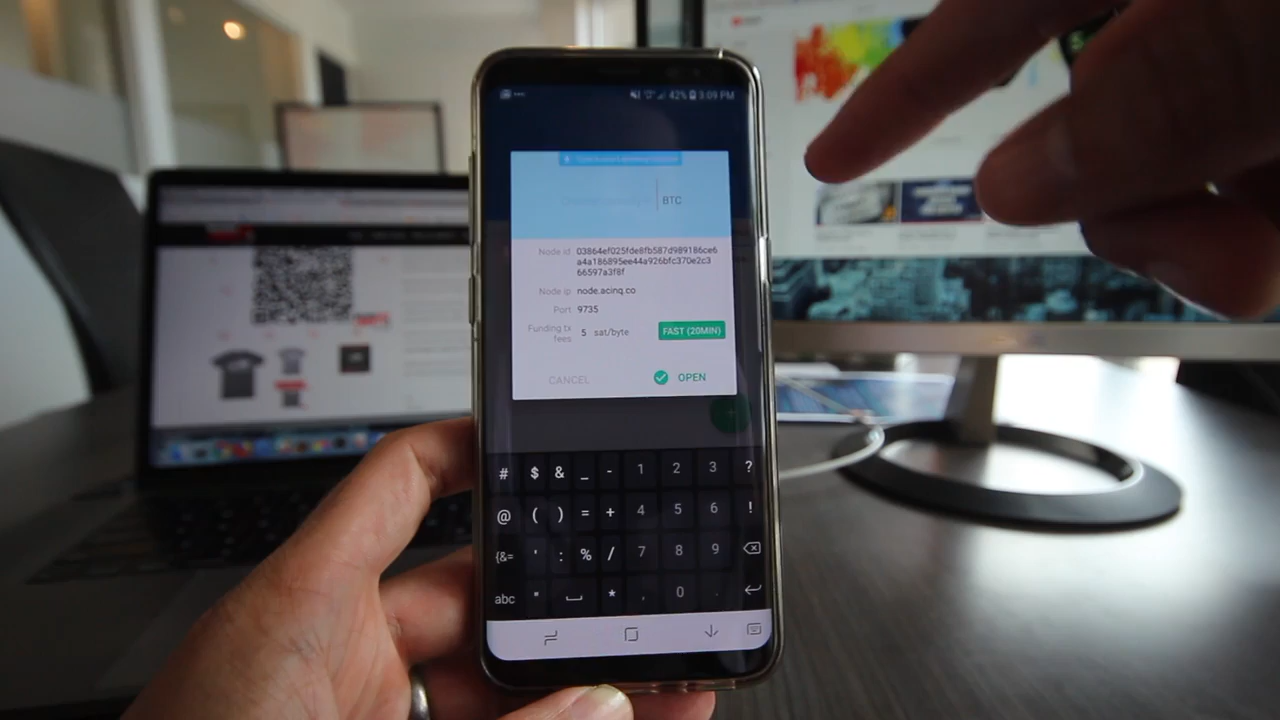 42% 3:09 PM
BTC
Node id 03864ef025fde8fb587d989186ce6
a4a186895ee44a926bfc370e2c3
66597a3f8f
Node ip node.acinq.co
Port 9735
Funding tx
fees 5 sat/byte FAST (20MIN)
CANCEL OPEN
# $ & _ - 1 2 3 ?
@ ( ) = + 4 5 6 !
{&= ' : % / 7 8 9
abc " * , 0 .